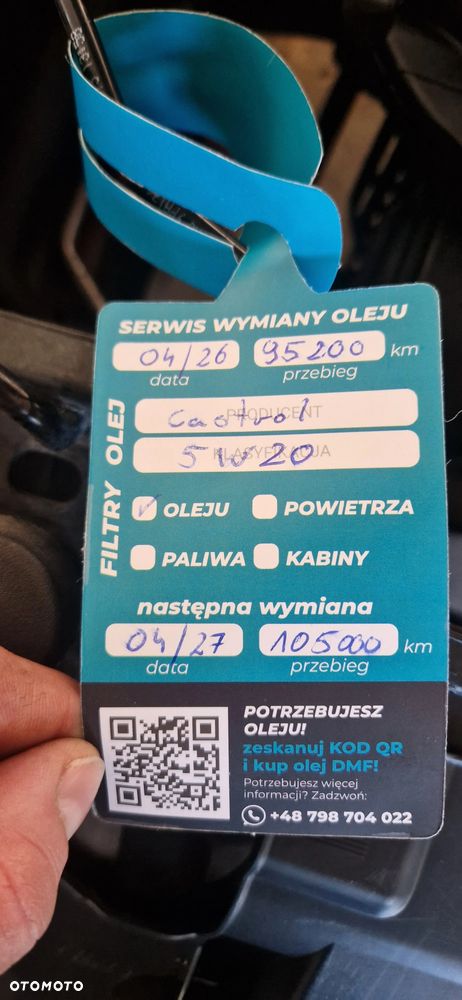 SERWIS WYMIANY OLEJU
04/26 95200 km
data przebieg
FILTRY OLEJ
PRODUCENT
Castrol
KLASYFIKACJA
5W20
OLEJU POWIETRZA
PALIWA KABINY
następna wymiana
04/27 105000 km
data przebieg
POTRZEBUJESZ
OLEJU!
zeskanuj KOD QR
i kup olej DMF!
Potrzebujesz więcej
informacji? Zadzwoń:
+48 798 704 022
OTOMOTO